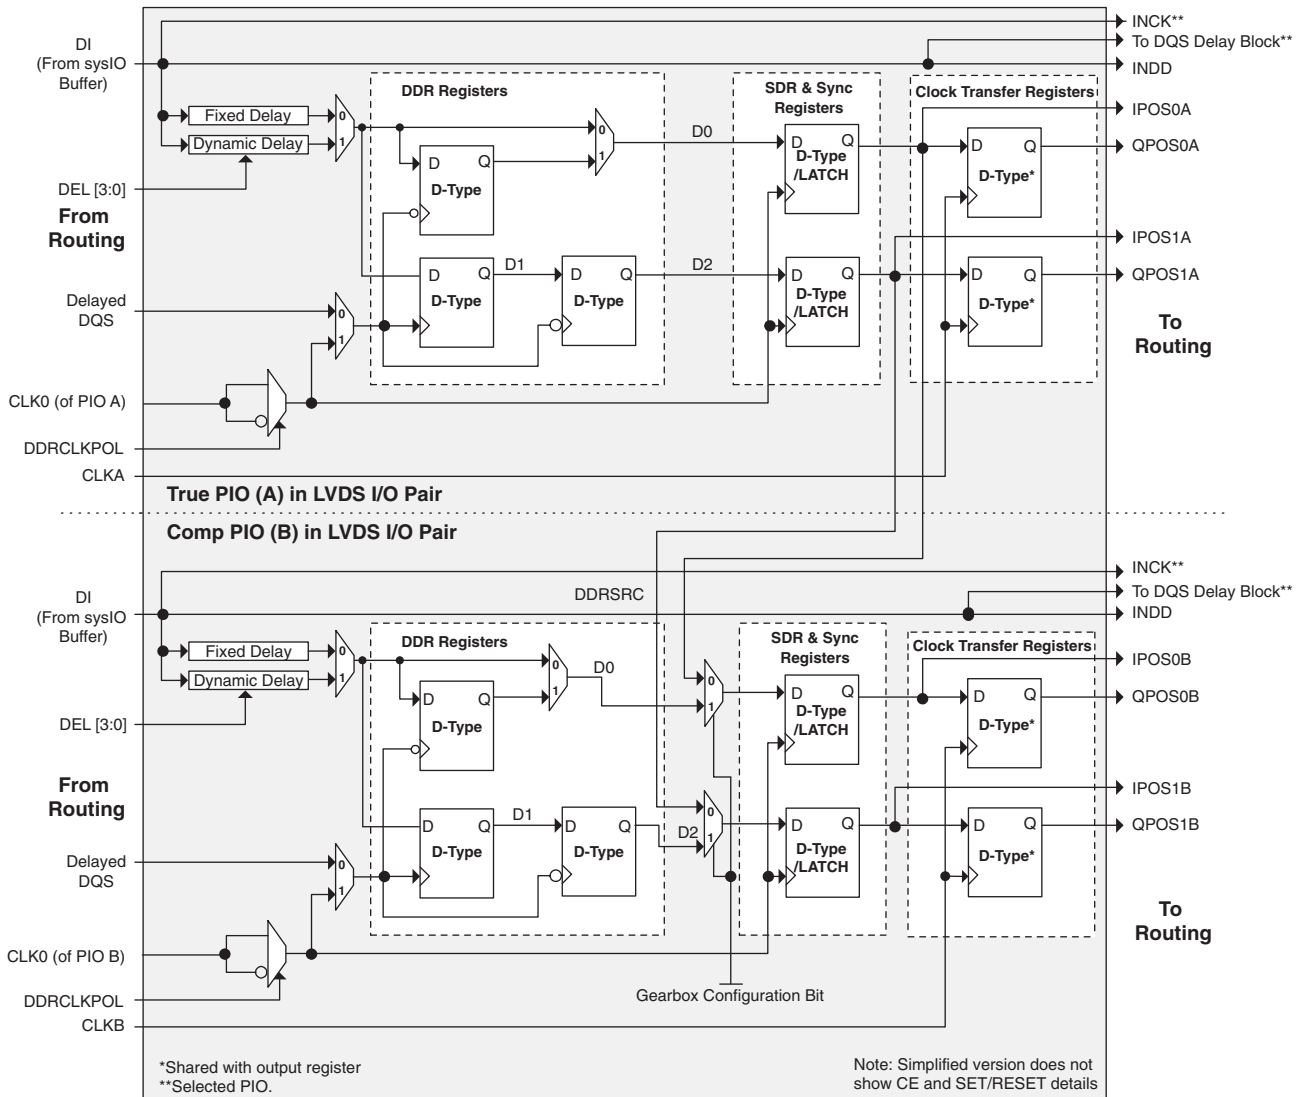 DI
(From sysIO
Buffer)
INCK**
To DQS Delay Block**
INDD
DDR Registers
SDR & Sync
Registers
Clock Transfer Registers
IPOS0A
Fixed Delay
0
Dynamic Delay
1
0
1
D0
D Q
D-Type
/LATCH
D Q
D-Type*
QPOS0A
D Q
D-Type
DEL [3:0]
From
Routing
IPOS1A
D Q
D-Type
D1
D Q
D-Type
D2
D Q
D-Type
/LATCH
D Q
D-Type*
QPOS1A
Delayed
DQS
0
1
To
Routing
CLK0 (of PIO A)
DDRCLKPOL
CLKA
True PIO (A) in LVDS I/O Pair
Comp PIO (B) in LVDS I/O Pair
DI
(From sysIO
Buffer)
DDRSRC
INCK**
To DQS Delay Block**
INDD
DDR Registers
SDR & Sync
Registers
Clock Transfer Registers
IPOS0B
Fixed Delay
0
Dynamic Delay
1
0
1
D0
0
1
D Q
D-Type
/LATCH
D Q
D-Type*
QPOS0B
D Q
D-Type
DEL [3:0]
From
Routing
IPOS1B
D Q
D-Type
D1
D Q
D-Type
D2
0
1
D Q
D-Type
/LATCH
D Q
D-Type*
QPOS1B
Delayed
DQS
0
1
To
Routing
CLK0 (of PIO B)
DDRCLKPOL
Gearbox Configuration Bit
CLKB
*Shared with output register
**Selected PIO.
Note: Simplified version does not
show CE and SET/RESET details